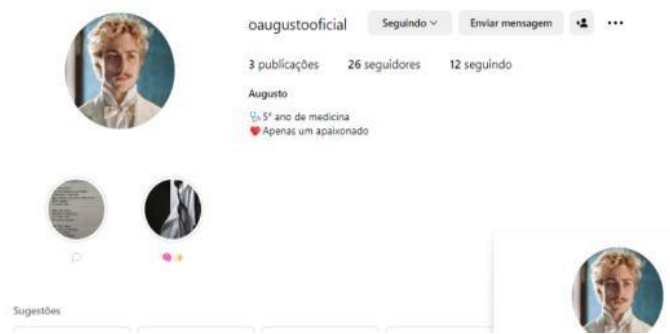 oaugustooficial Seguindo Enviar mensagem
3 publicações 26 seguidores 12 seguindo
Augusto
5º ano de medicina
Apenas um apaixonado
Sugestões